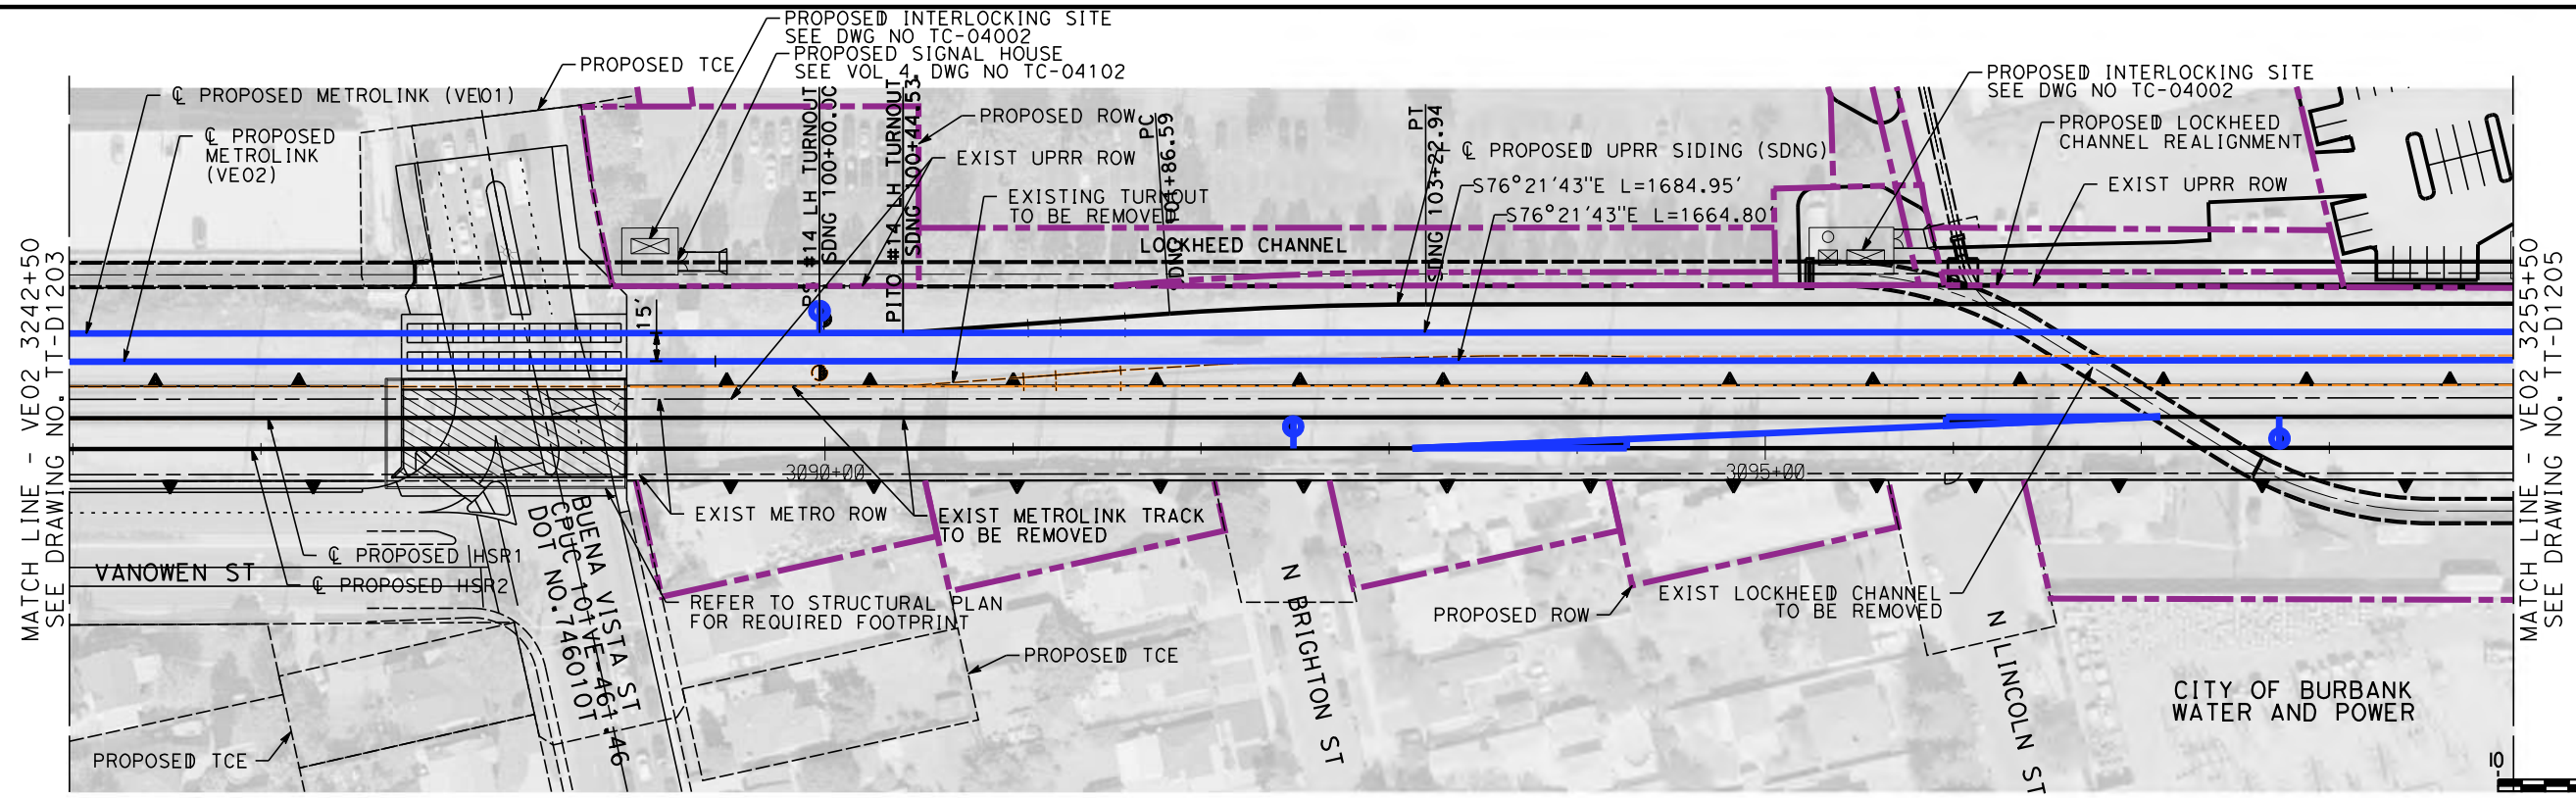 PROPOSED INTERLOCKING SITE
SEE DWG NO TC-04002
PROPOSED SIGNAL HOUSE
SEE VOL 4, DWG NO TC-04102
PROPOSED TCE
℄ PROPOSED METROLINK (VE01)
℄ PROPOSED
METROLINK
(VE02)
PS #14 LH TURNOUT
SDNG 100+00.00
PITO #14 LH TURNOUT
SDNG 100+44.53
PROPOSED ROW
EXIST UPRR ROW
EXISTING TURNOUT
TO BE REMOVED
PC
SDNG 101+86.59
PT
SDNG 103+22.94
℄ PROPOSED UPRR SIDING (SDNG)
S76°21'43"E L=1684.95'
S76°21'43"E L=1664.80'
LOCKHEED CHANNEL
PROPOSED INTERLOCKING SITE
SEE DWG NO TC-04002
PROPOSED LOCKHEED
CHANNEL REALIGNMENT
EXIST UPRR ROW
MATCH LINE - VE02 3242+50
SEE DRAWING NO. TT-D1203
MATCH LINE - VE02 3255+50
SEE DRAWING NO. TT-D1205
15'
3090+00
3095+00
EXIST METRO ROW
EXIST METROLINK TRACK
TO BE REMOVED
℄ PROPOSED HSR1
℄ PROPOSED HSR2
VANOWEN ST
BUENA VISTA ST
CPUC 101VE-461.46
DOT NO.746010T
REFER TO STRUCTURAL PLAN
FOR REQUIRED FOOTPRINT
PROPOSED TCE
PROPOSED TCE
N BRIGHTON ST
PROPOSED ROW
EXIST LOCKHEED CHANNEL
TO BE REMOVED
N LINCOLN ST
CITY OF BURBANK
WATER AND POWER
10